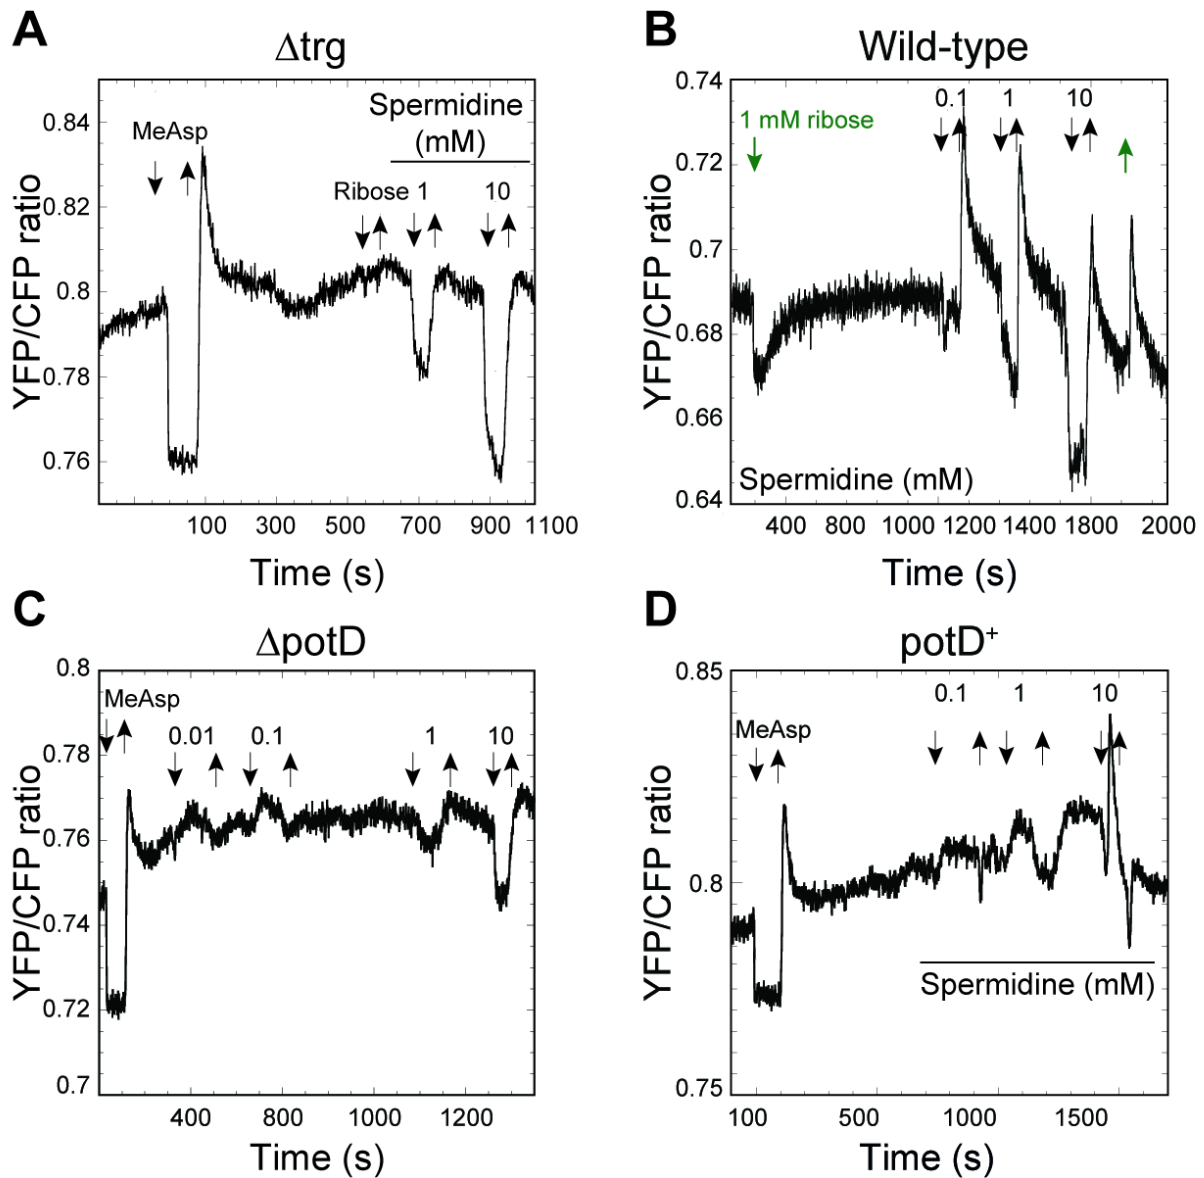 A
Δtrg
YFP/CFP ratio
0.84
0.82
0.8
0.78
0.76
MeAsp
Spermidine
(mM)
Ribose 1 10
100 300 500 700 900 1100
Time (s)
B
Wild-type
YFP/CFP ratio
0.74
0.72
0.7
0.68
0.66
0.64
1 mM ribose
0.1 1 10
Spermidine (mM)
400 800 1000 1200 1400 1800 2000
Time (s)
C
ΔpotD
YFP/CFP ratio
0.8
0.78
0.76
0.74
0.72
0.7
MeAsp
0.01 0.1 1 10
400 800 1000 1200
Time (s)
D
potD⁺
YFP/CFP ratio
0.85
0.8
0.75
0.1 1 10
MeAsp
Spermidine (mM)
100 500 1000 1500
Time (s)